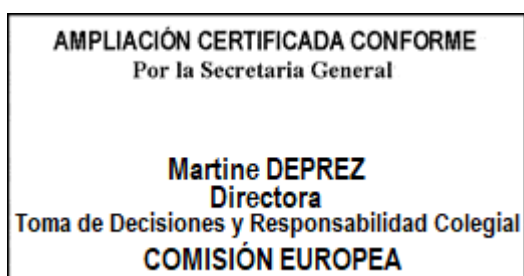 AMPLIACIÓN CERTIFICADA CONFORME
Por la Secretaria General
Martine DEPREZ
Directora
Toma de Decisiones y Responsabilidad Colegial
COMISIÓN EUROPEA